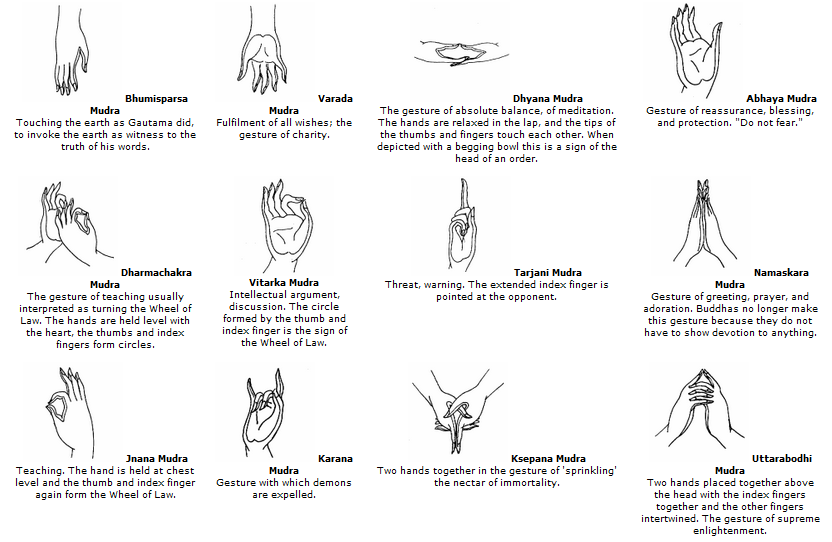 Bhumisparsa
Mudra
Touching the earth as Gautama did,
to invoke the earth as witness to the
truth of his words.
Varada
Mudra
Fulfilment of all wishes; the
gesture of charity.
Dhyana Mudra
The gesture of absolute balance, of meditation.
The hands are relaxed in the lap, and the tips of
the thumbs and fingers touch each other. When
depicted with a begging bowl this is a sign of the
head of an order.
Abhaya Mudra
Gesture of reassurance, blessing,
and protection. "Do not fear."
Dharmachakra
Mudra
The gesture of teaching usually
interpreted as turning the Wheel of
Law. The hands are held level with
the heart, the thumbs and index
fingers form circles.
Vitarka Mudra
Intellectual argument,
discussion. The circle
formed by the thumb and
index finger is the sign of
the Wheel of Law.
Tarjani Mudra
Threat, warning. The extended index finger is
pointed at the opponent.
Namaskara
Mudra
Gesture of greeting, prayer, and
adoration. Buddhas no longer make
this gesture because they do not
have to show devotion to anything.
Jnana Mudra
Teaching. The hand is held at chest
level and the thumb and index finger
again form the Wheel of Law.
Karana
Mudra
Gesture with which demons
are expelled.
Ksepana Mudra
Two hands together in the gesture of 'sprinkling'
the nectar of immortality.
Uttarabodhi
Mudra
Two hands placed together above
the head with the index fingers
together and the other fingers
intertwined. The gesture of supreme
enlightenment.